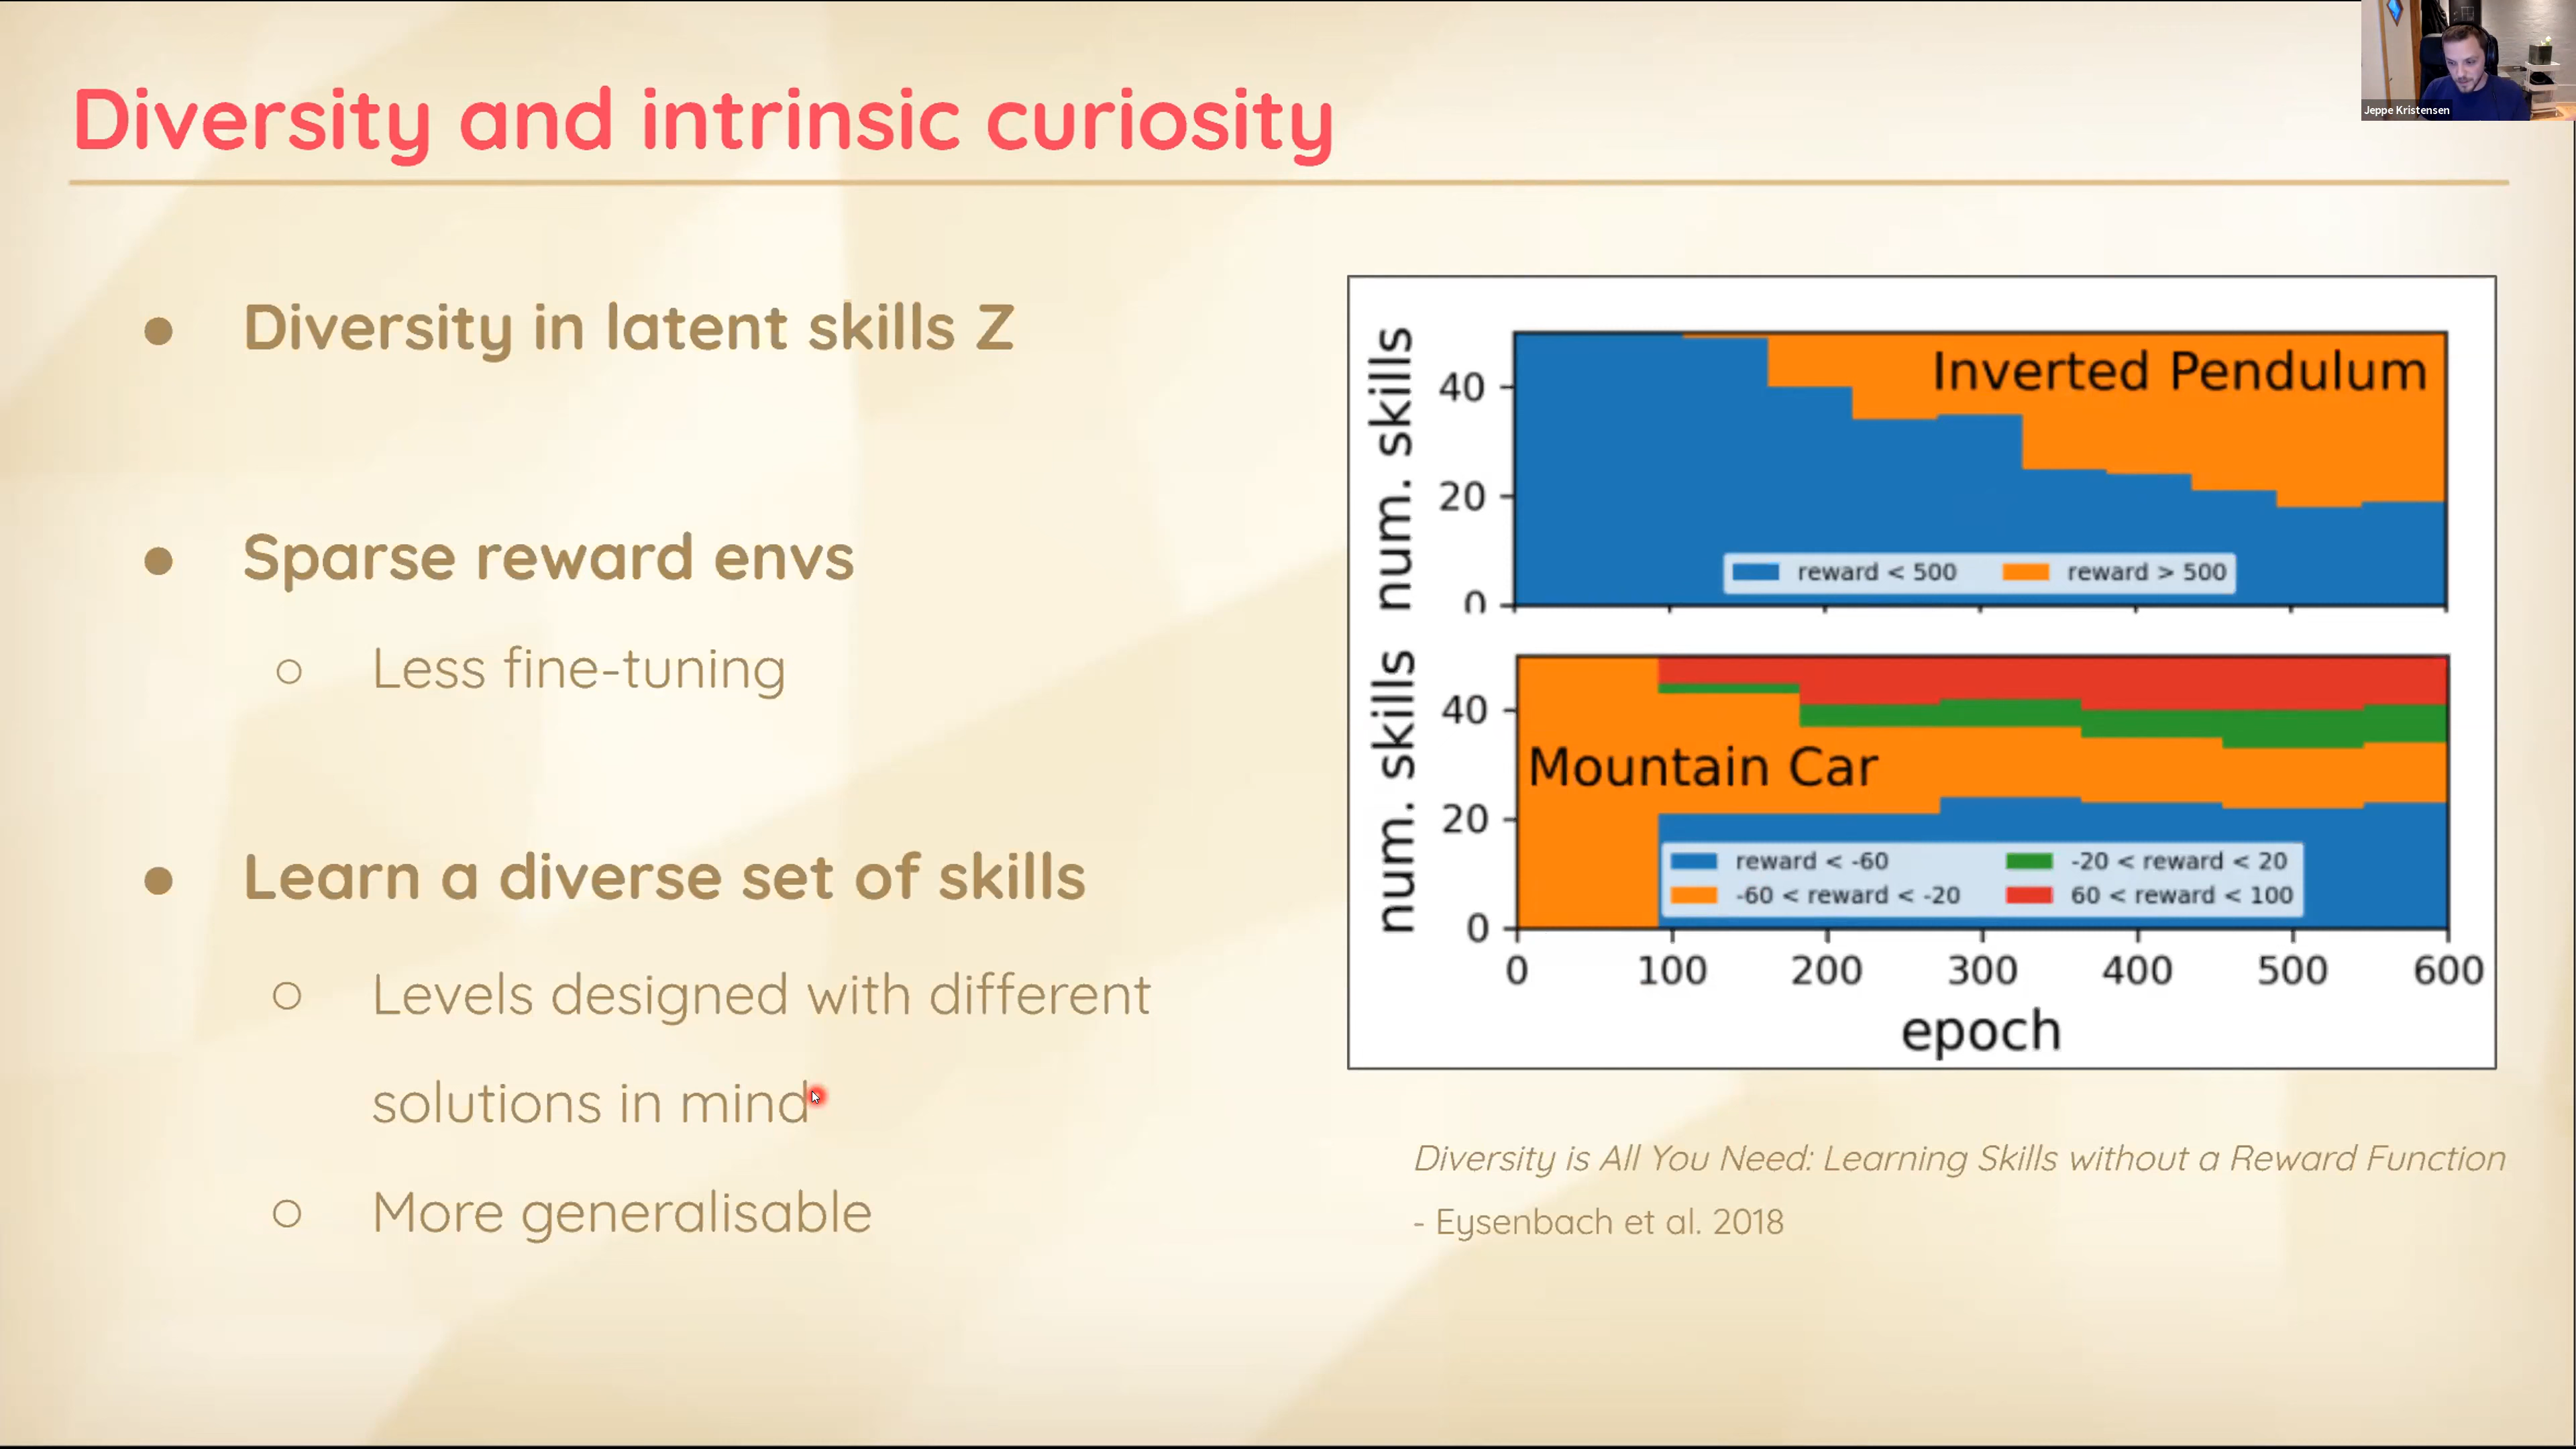 Diversity and intrinsic curiosity
Jeppe Kristensen
● Diversity in latent skills Z
● Sparse reward envs
○ Less fine-tuning
● Learn a diverse set of skills
○ Levels designed with different
solutions in mind
○ More generalisable
num. skills
40
20
0
Inverted Pendulum
reward < 500
reward > 500
num. skills
40
20
0
Mountain Car
reward < -60
-20 < reward < 20
-60 < reward < -20
60 < reward < 100
0 100 200 300 400 500 600
epoch
Diversity is All You Need: Learning Skills without a Reward Function
- Eysenbach et al. 2018